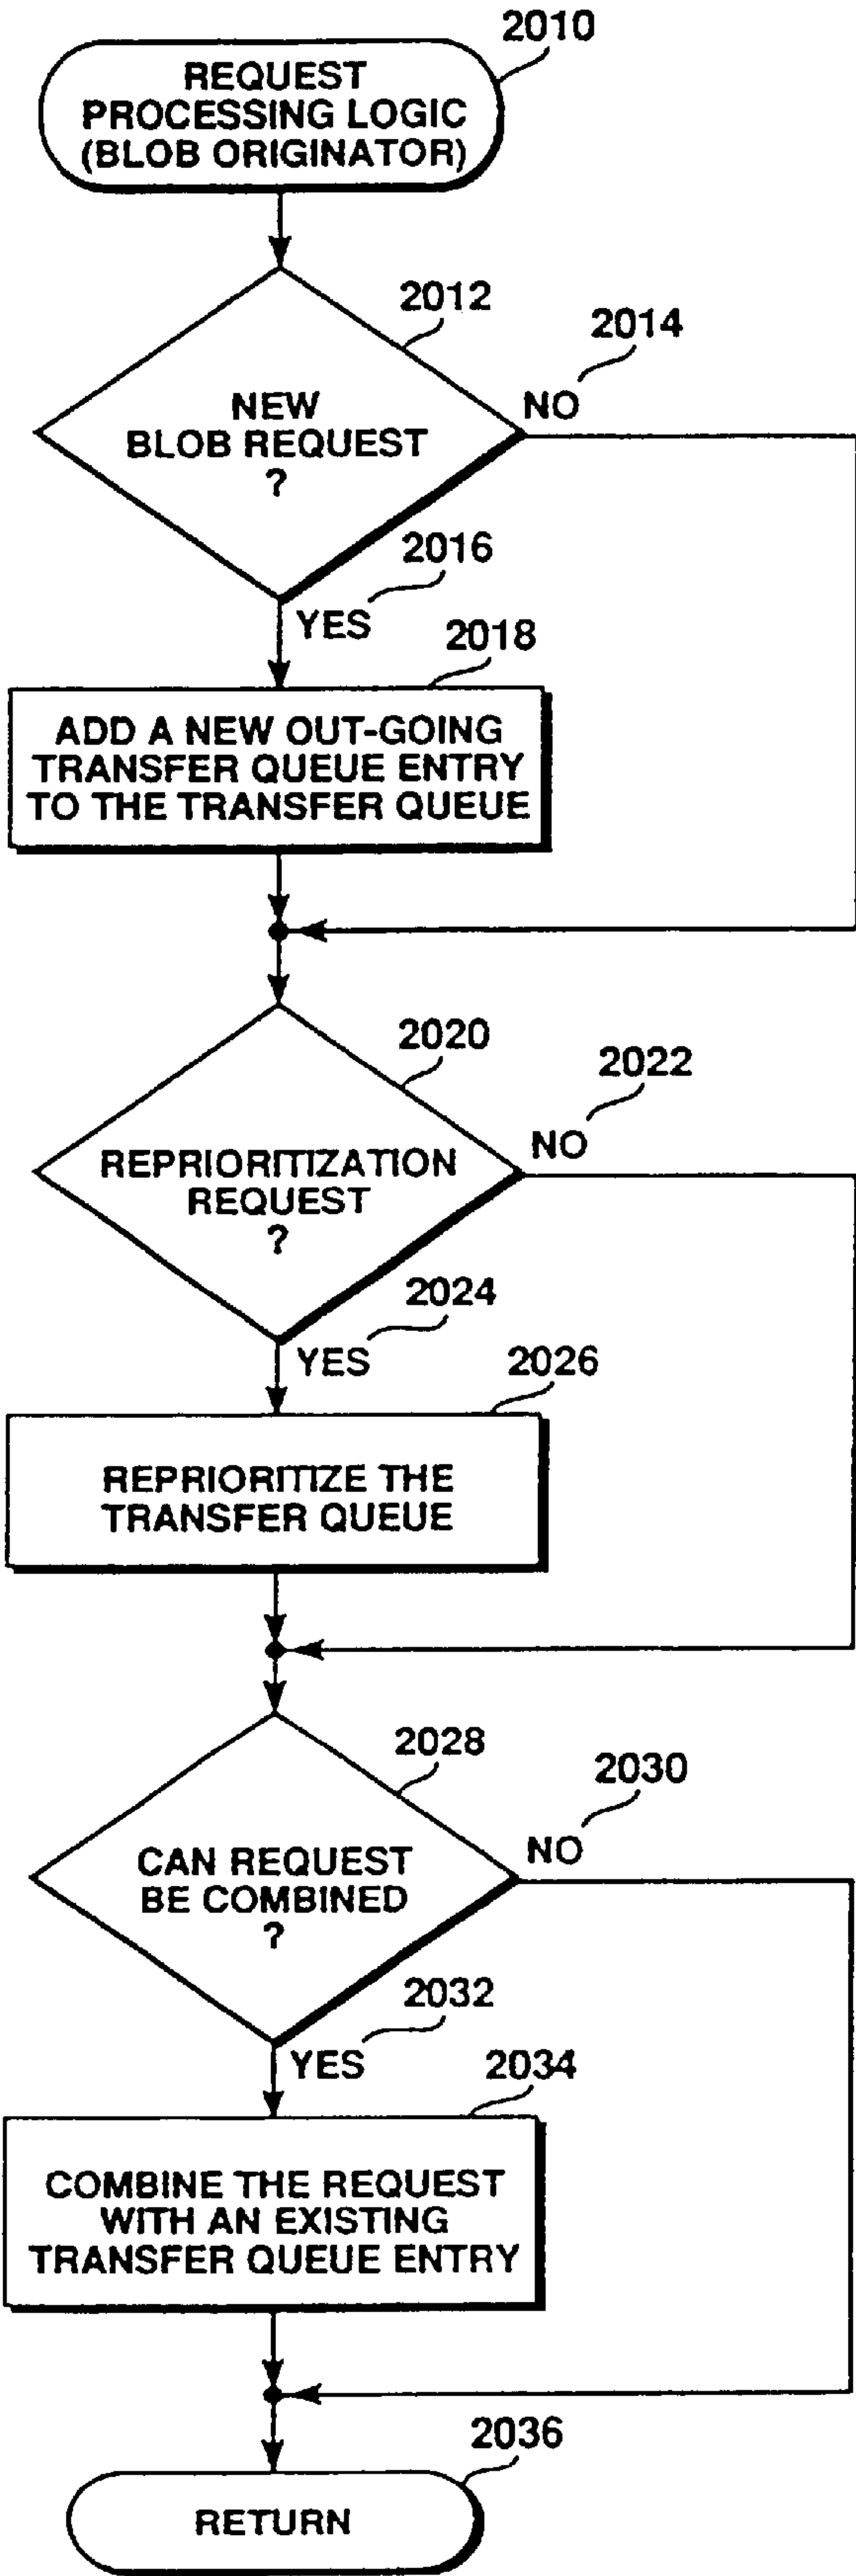 2010
REQUEST
PROCESSING LOGIC
(BLOB ORIGINATOR)
2012
2014
NEW
BLOB REQUEST
?
NO
2016
YES
2018
ADD A NEW OUT-GOING
TRANSFER QUEUE ENTRY
TO THE TRANSFER QUEUE
2020
2022
NO
REPRIORITIZATION
REQUEST
?
2024
YES
2026
REPRIORITIZE THE
TRANSFER QUEUE
2028
2030
NO
CAN REQUEST
BE COMBINED
?
2032
YES
2034
COMBINE THE REQUEST
WITH AN EXISTING
TRANSFER QUEUE ENTRY
2036
RETURN